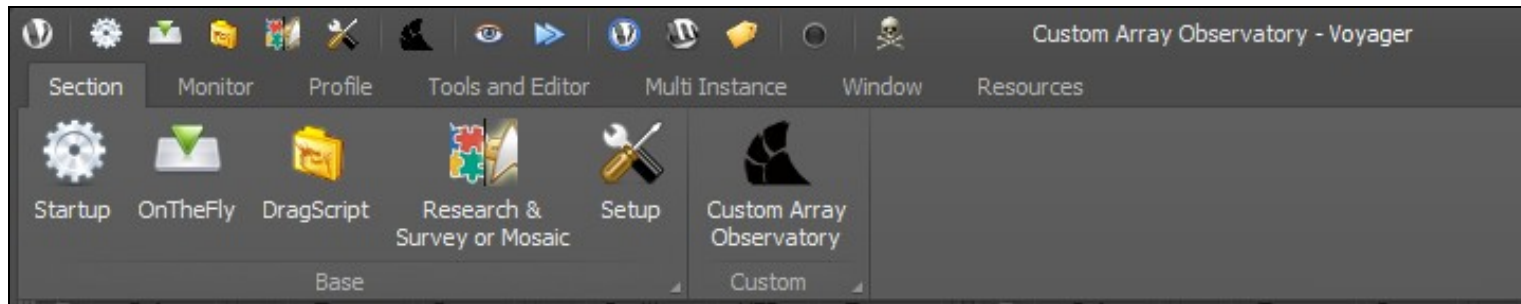 Custom Array Observatory - Voyager
Section Monitor Profile Tools and Editor Multi Instance Window Resources
Startup OnTheFly DragScript Research & Survey or Mosaic Setup Custom Array Observatory
Base Custom